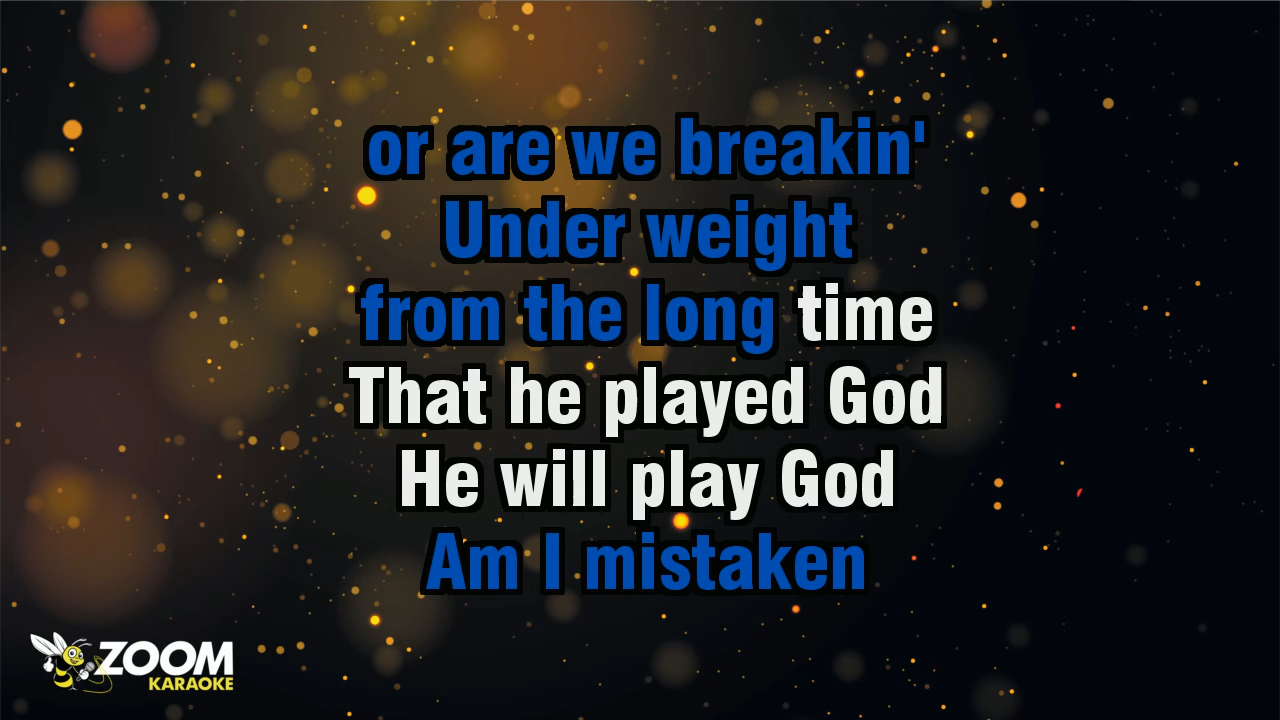 or are we breakin'
Under weight
from the long time
That he played God
He will play God
Am I mistaken
ZOOM
KARAOKE